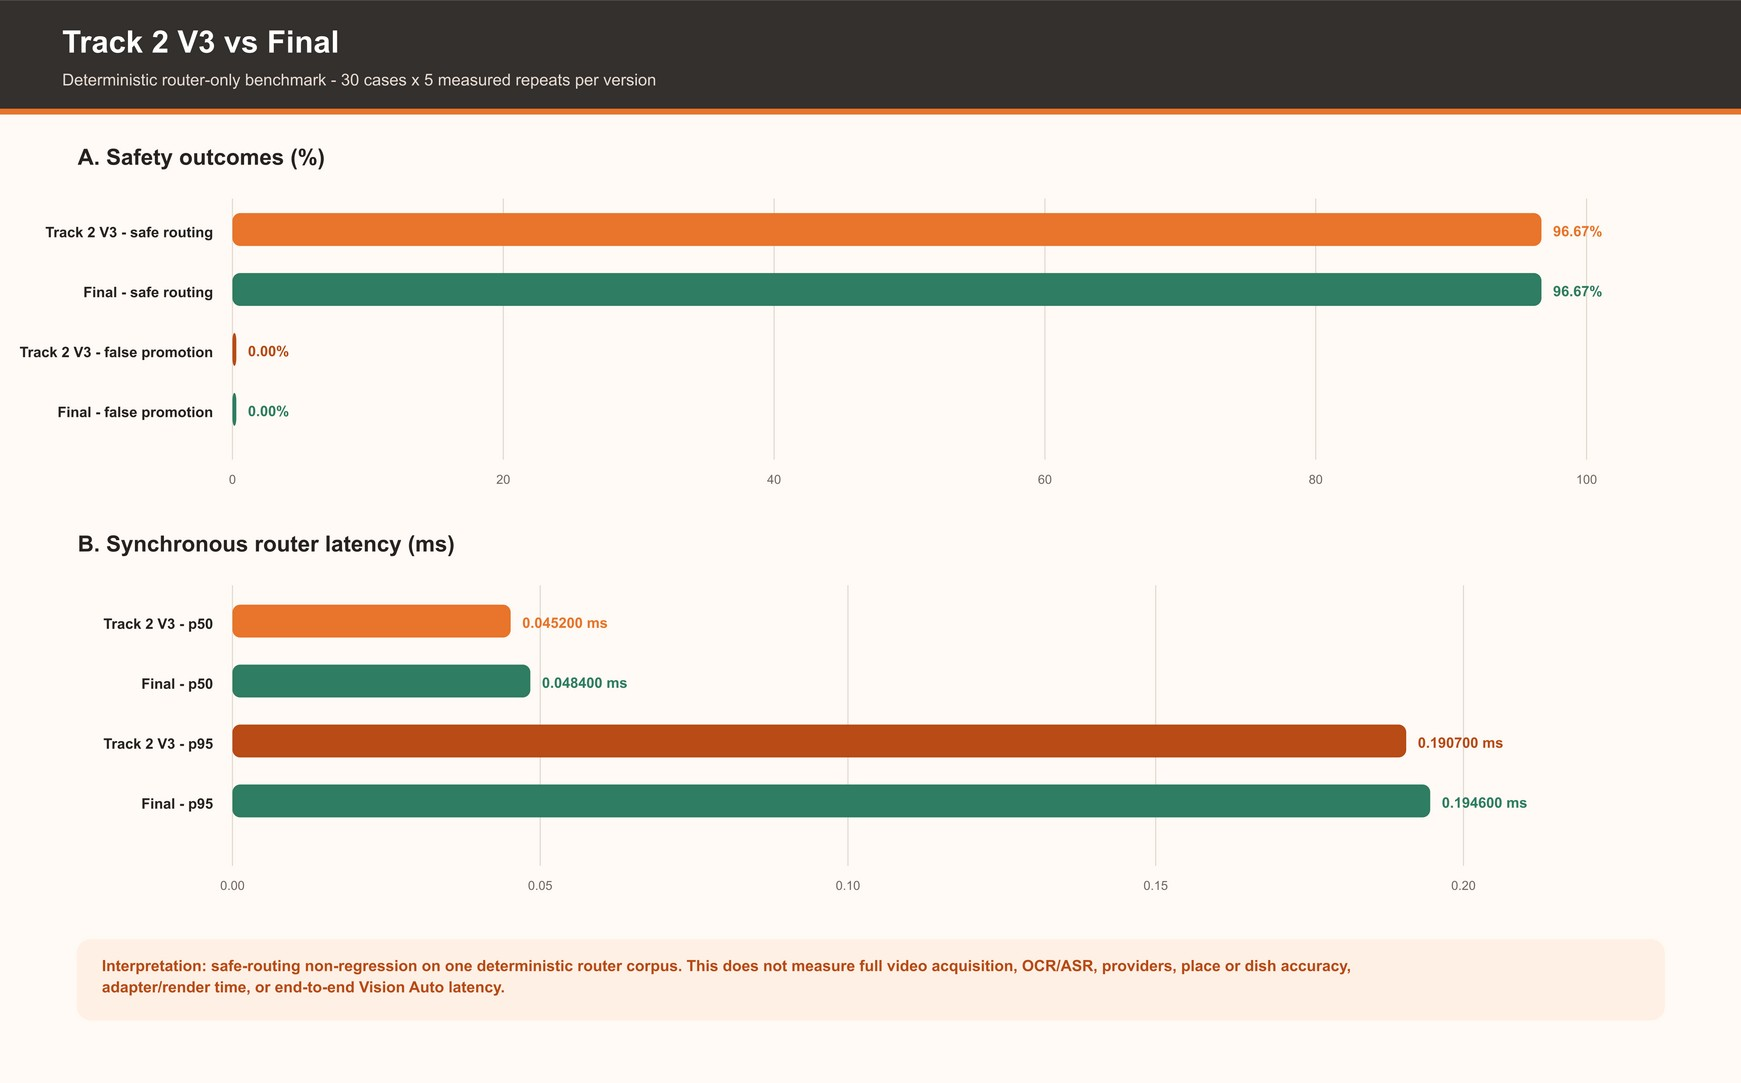 Track 2 V3 vs Final
Deterministic router-only benchmark - 30 cases x 5 measured repeats per version
A. Safety outcomes (%)
Track 2 V3 - safe routing
96.67%
Final - safe routing
96.67%
Track 2 V3 - false promotion
0.00%
Final - false promotion
0.00%
0 20 40 60 80 100
B. Synchronous router latency (ms)
Track 2 V3 - p50
0.045200 ms
Final - p50
0.048400 ms
Track 2 V3 - p95
0.190700 ms
Final - p95
0.194600 ms
0.00 0.05 0.10 0.15 0.20
Interpretation: safe-routing non-regression on one deterministic router corpus. This does not measure full video acquisition, OCR/ASR, providers, place or dish accuracy,
adapter/render time, or end-to-end Vision Auto latency.